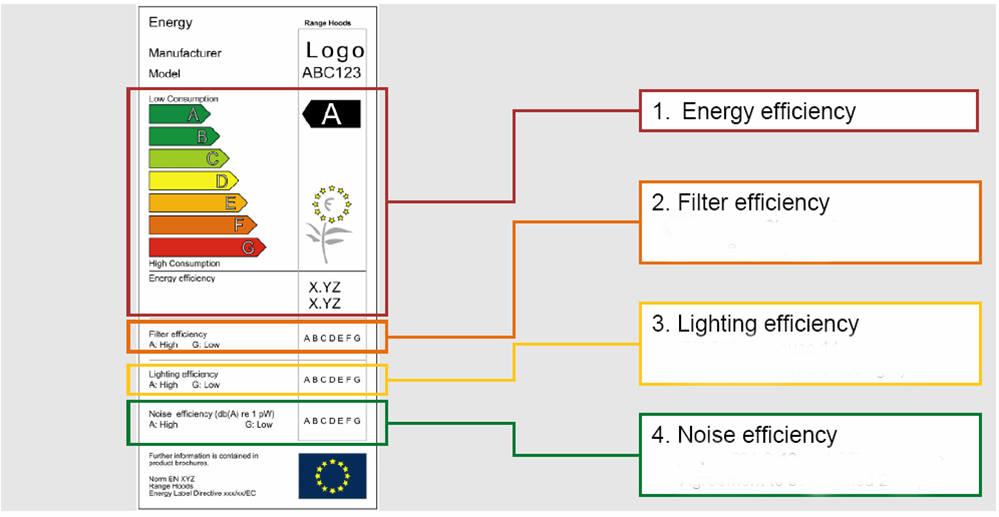 Energy
Range Hoods
Manufacturer
Logo
Model
ABC123
Low Consumption
A
A
B
C
D
E
F
G
High Consumption
Energy efficiency
X.YZ
X.YZ
Filter efficiency
A: High G: Low
A B C D E F G
Lighting efficiency
A: High G: Low
A B C D E F G
Noise efficiency (db(A) re 1 pW)
A: High G: Low
A B C D E F G
Further information is contained in
product brochures.
Norm EN XYZ
Range Hoods
Energy Label Directive xxx/xx/EC
1. Energy efficiency
2. Filter efficiency
3. Lighting efficiency
4. Noise efficiency